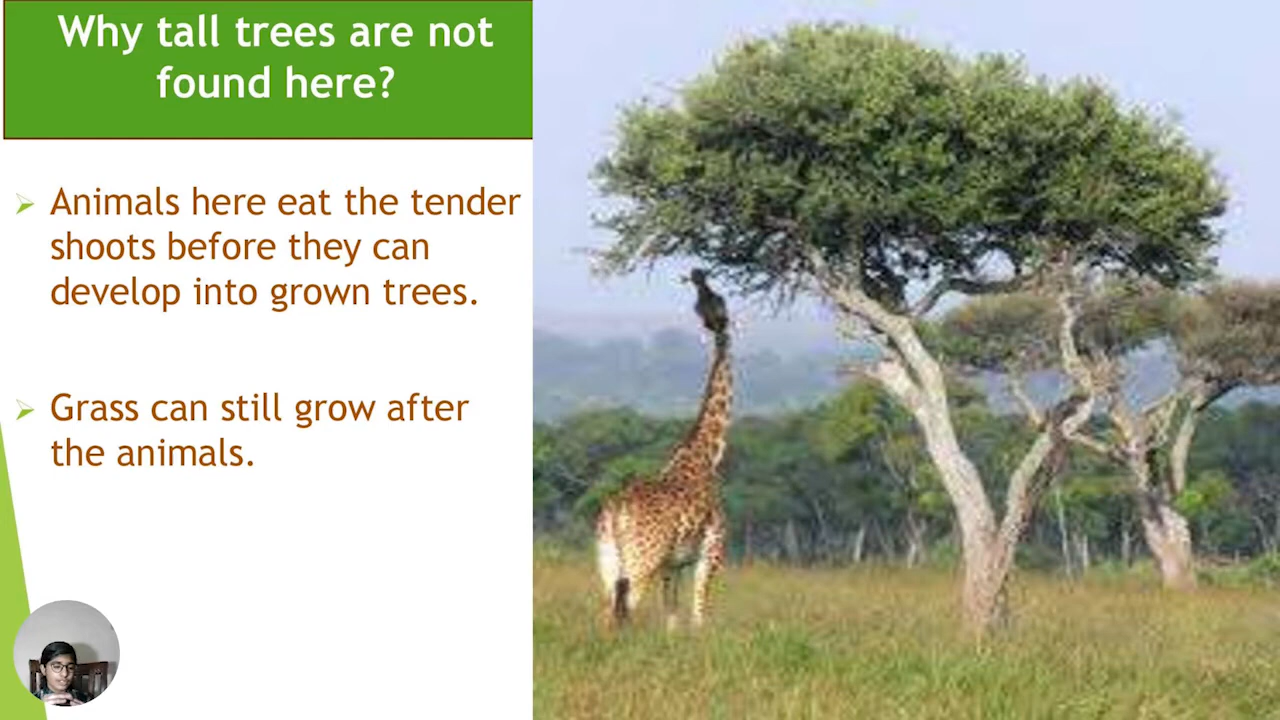 Why tall trees are not
found here?
Animals here eat the tender
shoots before they can
develop into grown trees.
Grass can still grow after
the animals.